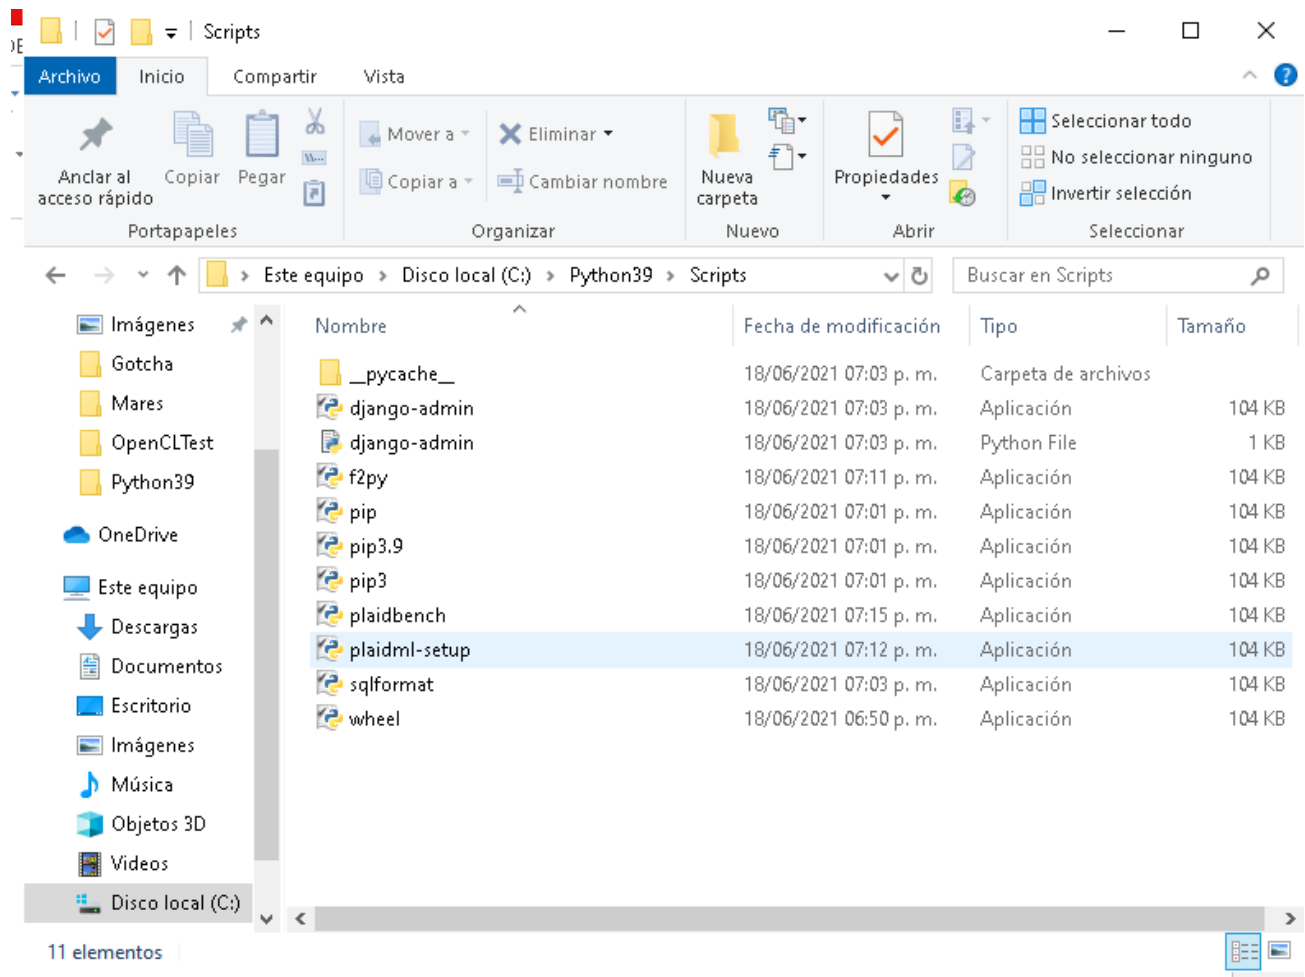 Scripts
Archivo Inicio Compartir Vista
Anclar al acceso rápido
Copiar
Pegar
Mover a
Copiar a
Eliminar
Cambiar nombre
Nueva carpeta
Propiedades
Seleccionar todo
No seleccionar ninguno
Invertir selección
Portapapeles Organizar Nuevo Abrir Seleccionar
Este equipo > Disco local (C:) > Python39 > Scripts
Buscar en Scripts
Imágenes
Gotcha
Mares
OpenCLTest
Python39
OneDrive
Este equipo
Descargas
Documentos
Escritorio
Imágenes
Música
Objetos 3D
Videos
Disco local (C:)
Nombre Fecha de modificación Tipo Tamaño
__pycache__ 18/06/2021 07:03 p. m. Carpeta de archivos
django-admin 18/06/2021 07:03 p. m. Aplicación 104 KB
django-admin 18/06/2021 07:03 p. m. Python File 1 KB
f2py 18/06/2021 07:11 p. m. Aplicación 104 KB
pip 18/06/2021 07:01 p. m. Aplicación 104 KB
pip3.9 18/06/2021 07:01 p. m. Aplicación 104 KB
pip3 18/06/2021 07:01 p. m. Aplicación 104 KB
plaidbench 18/06/2021 07:15 p. m. Aplicación 104 KB
plaidml-setup 18/06/2021 07:12 p. m. Aplicación 104 KB
sqlformat 18/06/2021 07:03 p. m. Aplicación 104 KB
wheel 18/06/2021 06:50 p. m. Aplicación 104 KB
11 elementos